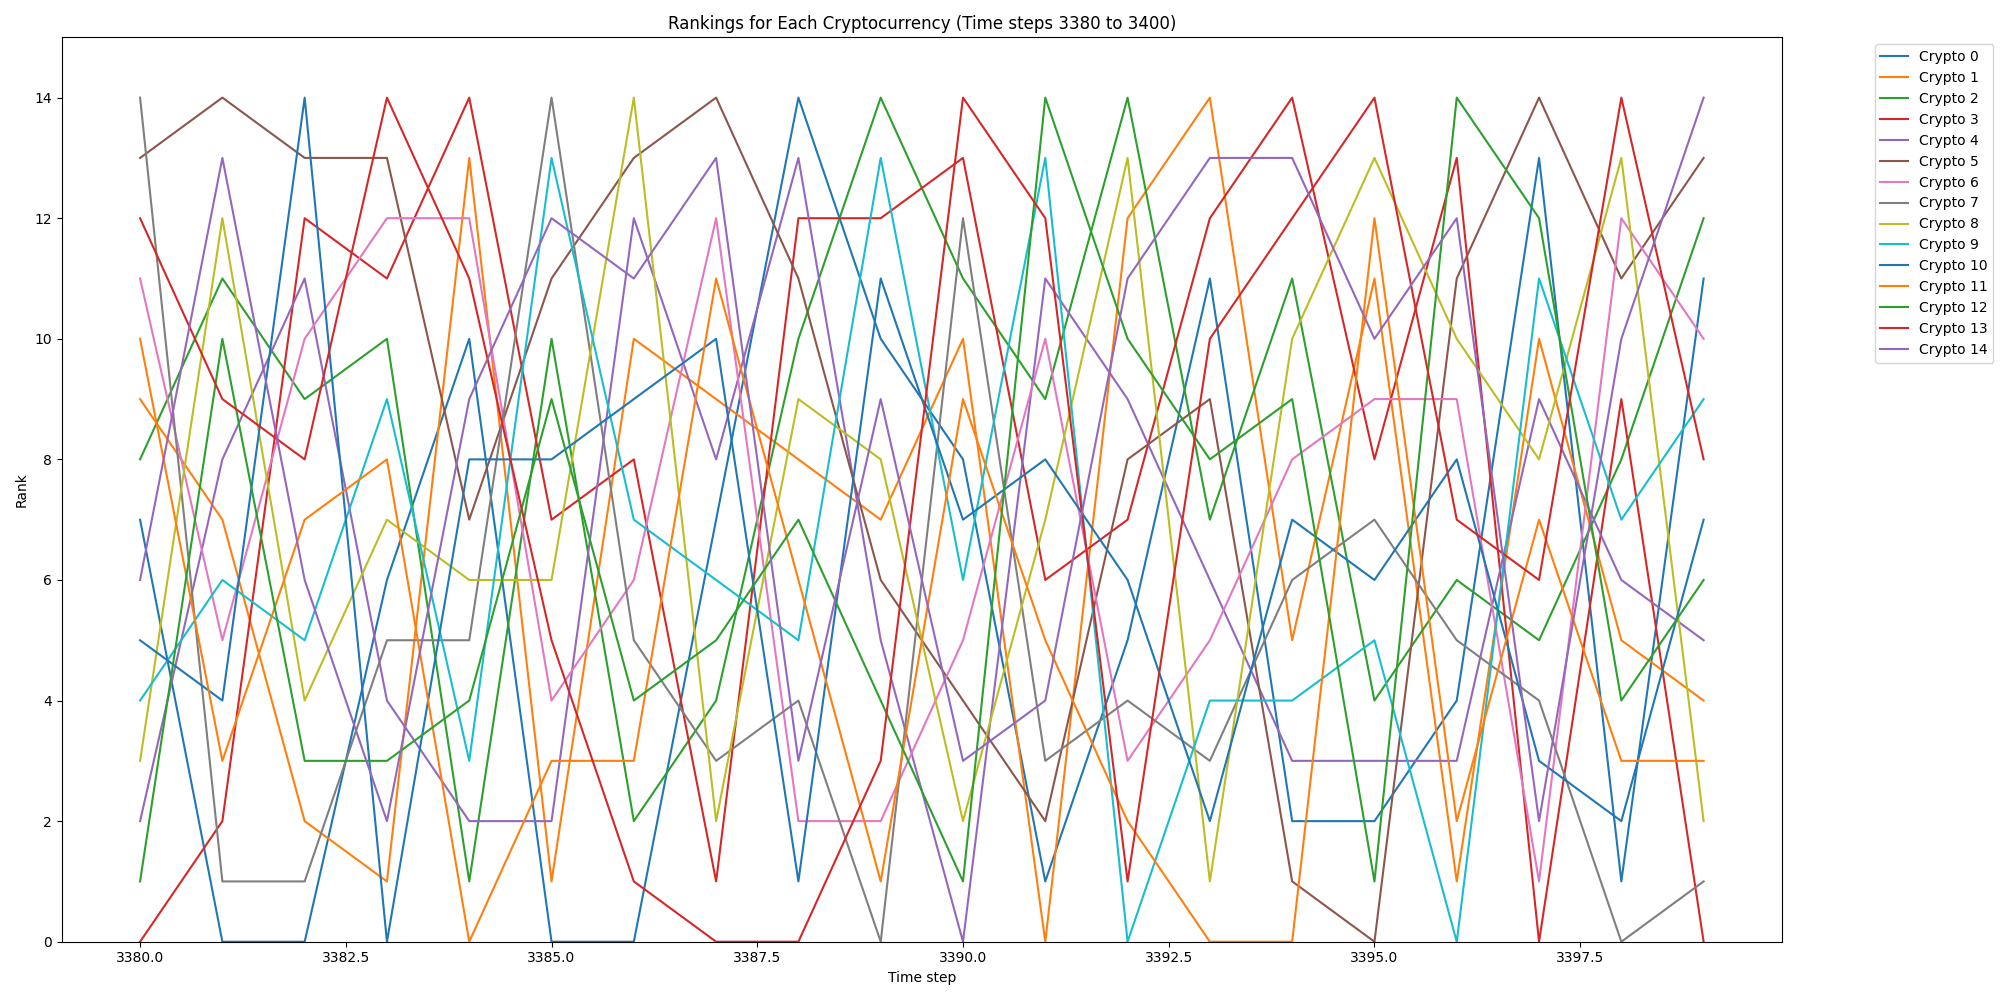 Rankings for Each Cryptocurrency (Time steps 3380 to 3400)
Rank
14
12
10
8
6
4
2
0
3380.0 3382.5 3385.0 3387.5 3390.0 3392.5 3395.0 3397.5
Time step
Crypto 0
Crypto 1
Crypto 2
Crypto 3
Crypto 4
Crypto 5
Crypto 6
Crypto 7
Crypto 8
Crypto 9
Crypto 10
Crypto 11
Crypto 12
Crypto 13
Crypto 14